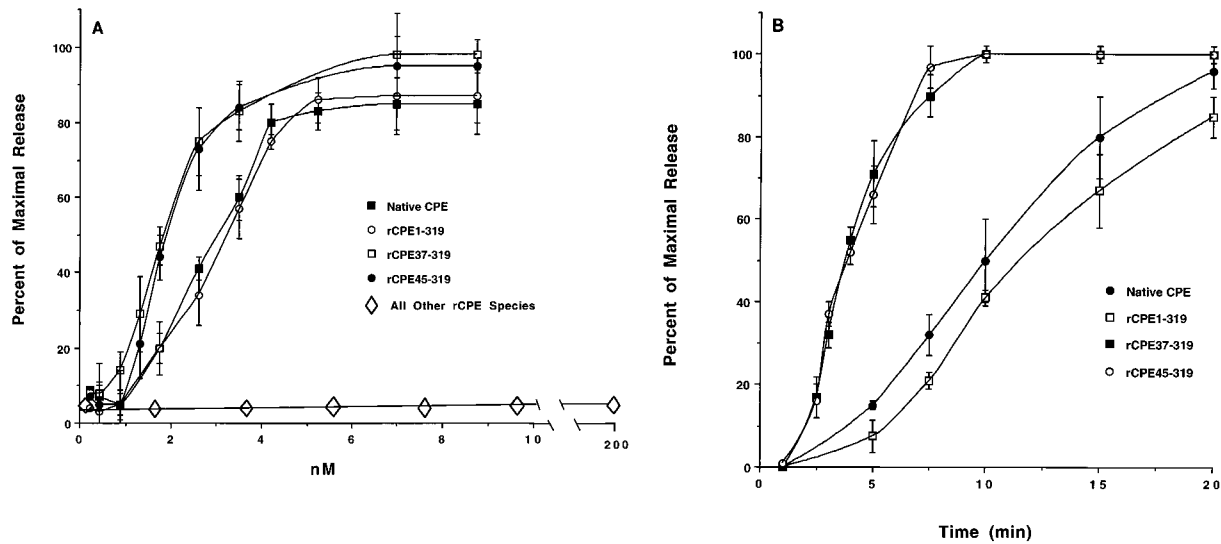 A
Percent of Maximal Release
100
80
60
40
20
0
Native CPE
rCPE1-319
rCPE37-319
rCPE45-319
All Other rCPE Species
0
2
4
6
8
10
200
nM
B
Percent of Maximal Release
100
80
60
40
20
0
Native CPE
rCPE1-319
rCPE37-319
rCPE45-319
0
5
10
15
20
Time (min)